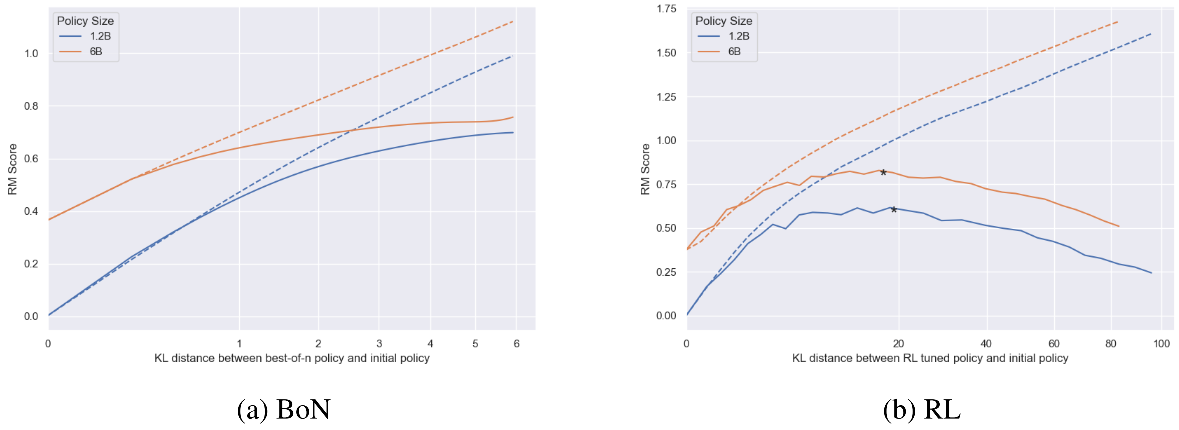 Policy Size
1.2B
6B
1.0
0.8
0.6
0.4
0.2
0.0
RM Score
0 1 2 3 4 5 6
KL distance between best-of-n policy and initial policy
(a) BoN
Policy Size
1.2B
6B
1.75
1.50
1.25
1.00
0.75
0.50
0.25
0.00
RM Score
0 20 40 60 80 100
KL distance between RL tuned policy and initial policy
(b) RL